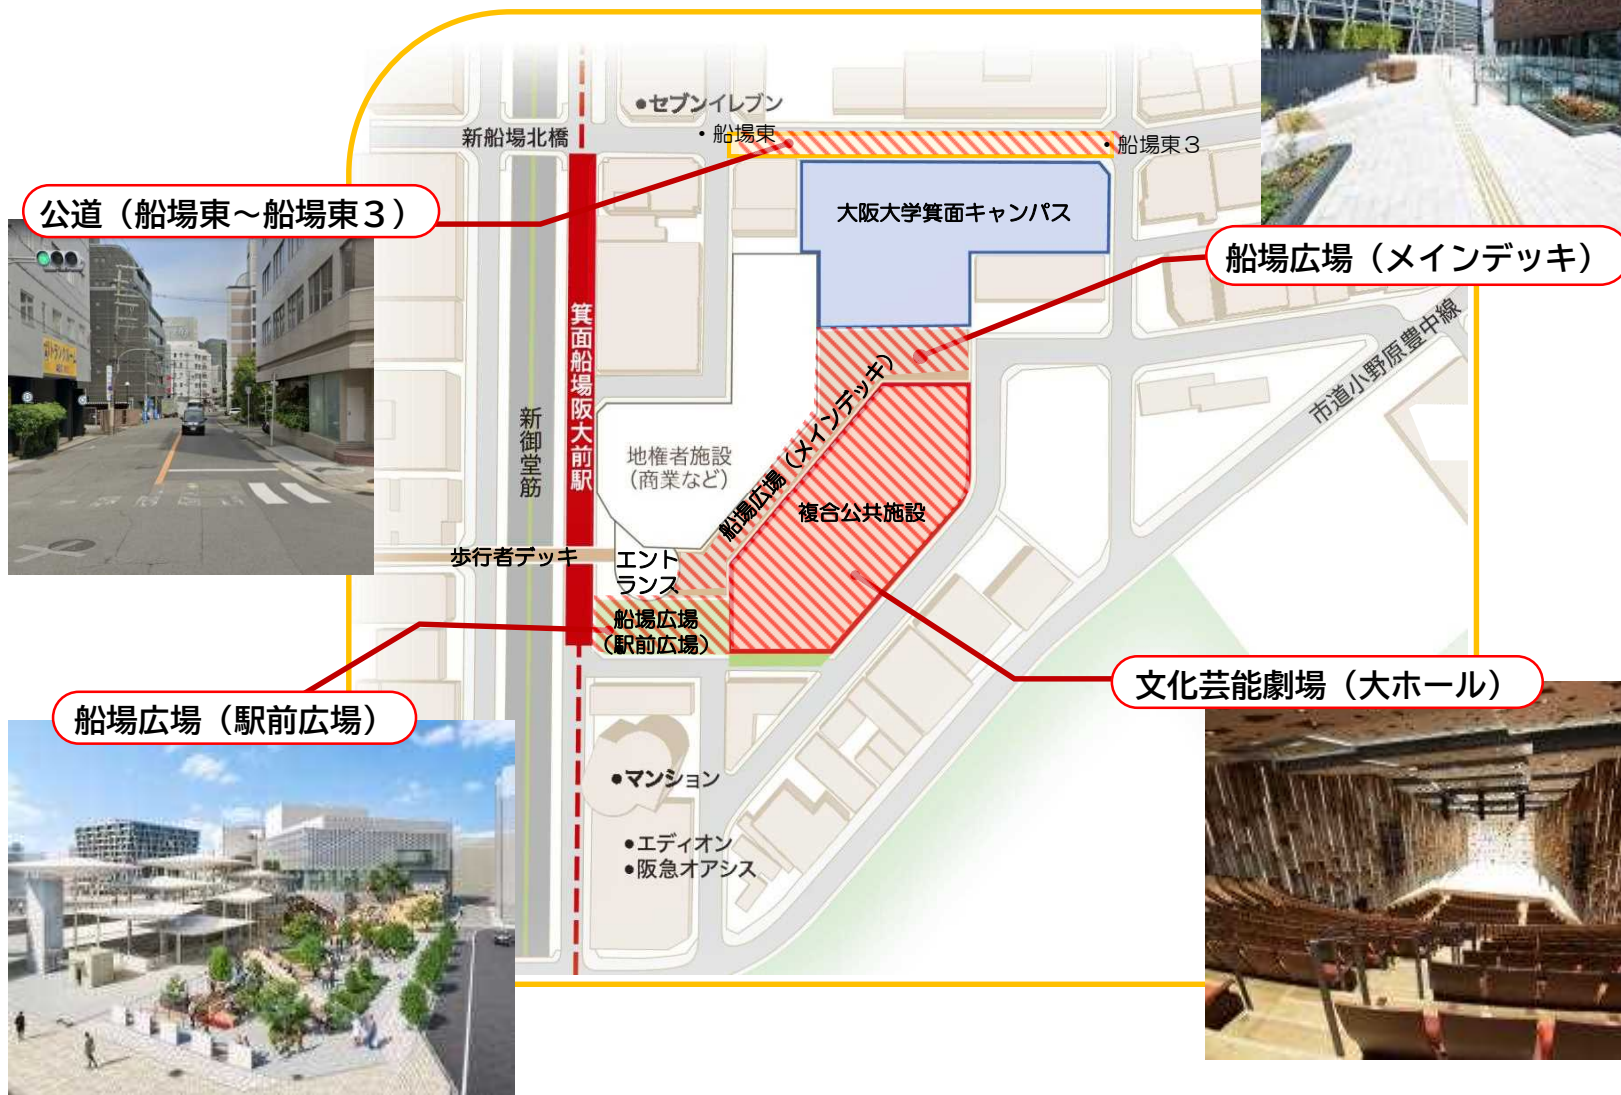 セブンイレブン
新船場北橋
・船場東
・船場東3
公道（船場東～船場東3）
大阪大学箕面キャンパス
船場広場（メインデッキ）
箕面船場阪大前駅
新御堂筋
市道小野原豊中線
地権者施設
（商業など）
船場広場（メインデッキ）
複合公共施設
歩行者デッキ
エント
ランス
船場広場
（駅前広場）
文化芸能劇場（大ホール）
船場広場（駅前広場）
●マンション
●エディオン
●阪急オアシス
トランクルーム